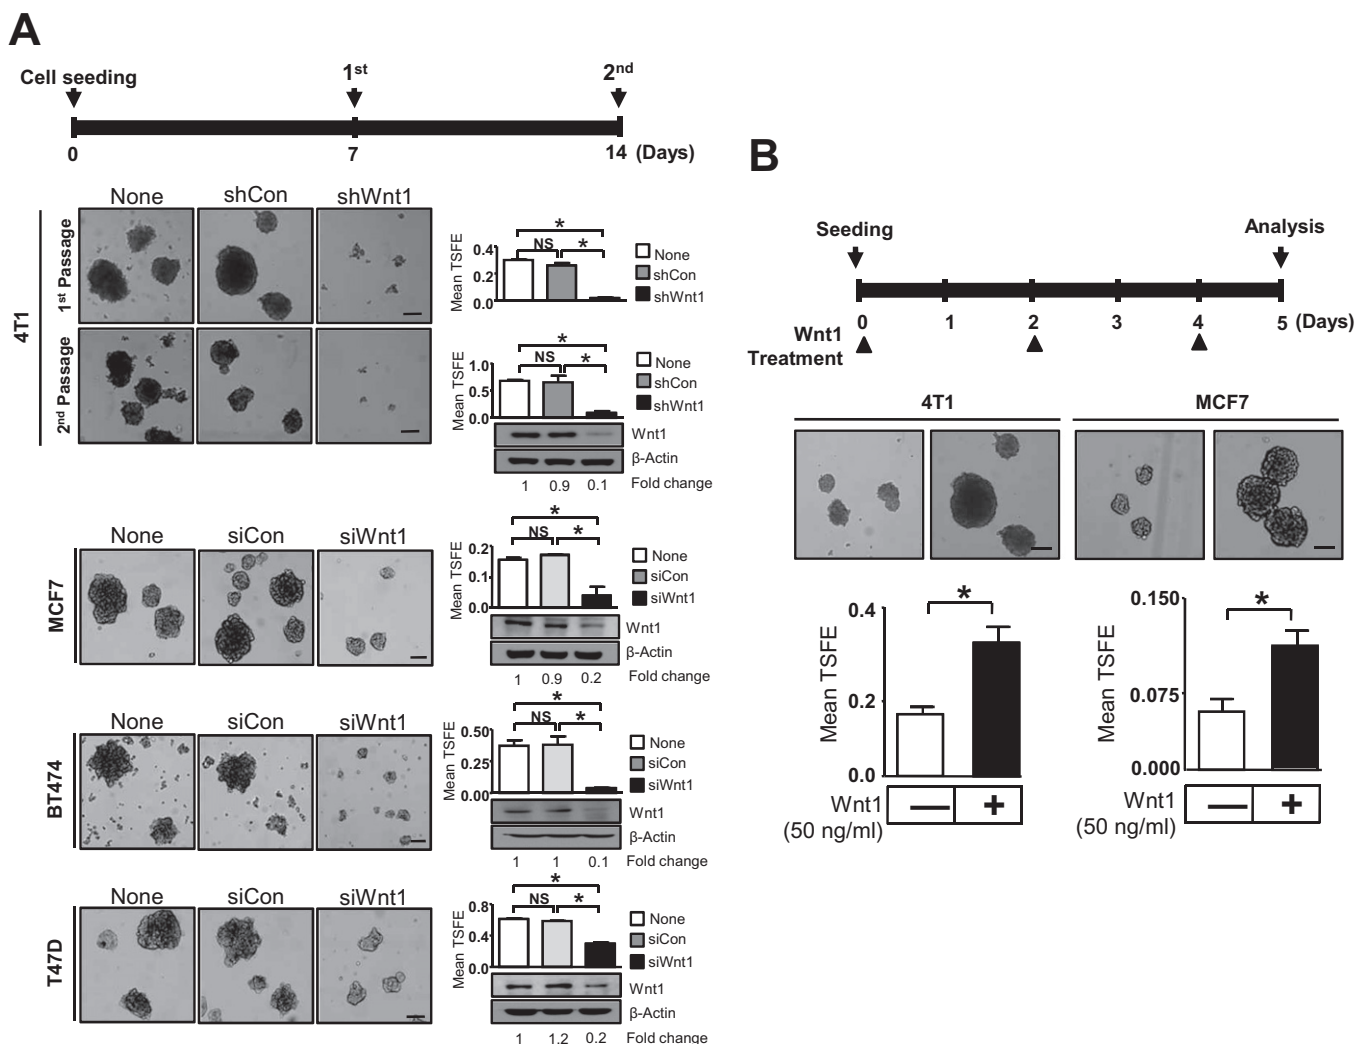 A
Cell seeding 1st 2nd
0 7 14 (Days)
None shCon shWnt1
4T1
1st Passage
2nd Passage
Mean TSFE
0.4
0.2
0.0
* NS *
None
shCon
shWnt1
Mean TSFE
1.0
0.5
0.0
* NS *
None
shCon
shWnt1
Wnt1
β-Actin
1 0.9 0.1 Fold change
None siCon siWnt1
MCF7
Mean TSFE
0.2
0.1
0.0
* NS *
None
siCon
siWnt1
Wnt1
β-Actin
1 0.9 0.2 Fold change
None siCon siWnt1
BT474
Mean TSFE
0.50
0.25
0.00
* NS *
None
siCon
siWnt1
Wnt1
β-Actin
1 1 0.1 Fold change
None siCon siWnt1
T47D
Mean TSFE
0.8
0.4
0.0
* NS *
None
siCon
siWnt1
Wnt1
β-Actin
1 1.2 0.2 Fold change
B
Seeding Analysis
0 1 2 3 4 5 (Days)
Wnt1
Treatment
4T1 MCF7
Mean TSFE
0.4
0.2
0.0
*
Wnt1 — +
(50 ng/ml)
Mean TSFE
0.150
0.075
0.000
*
Wnt1 — +
(50 ng/ml)